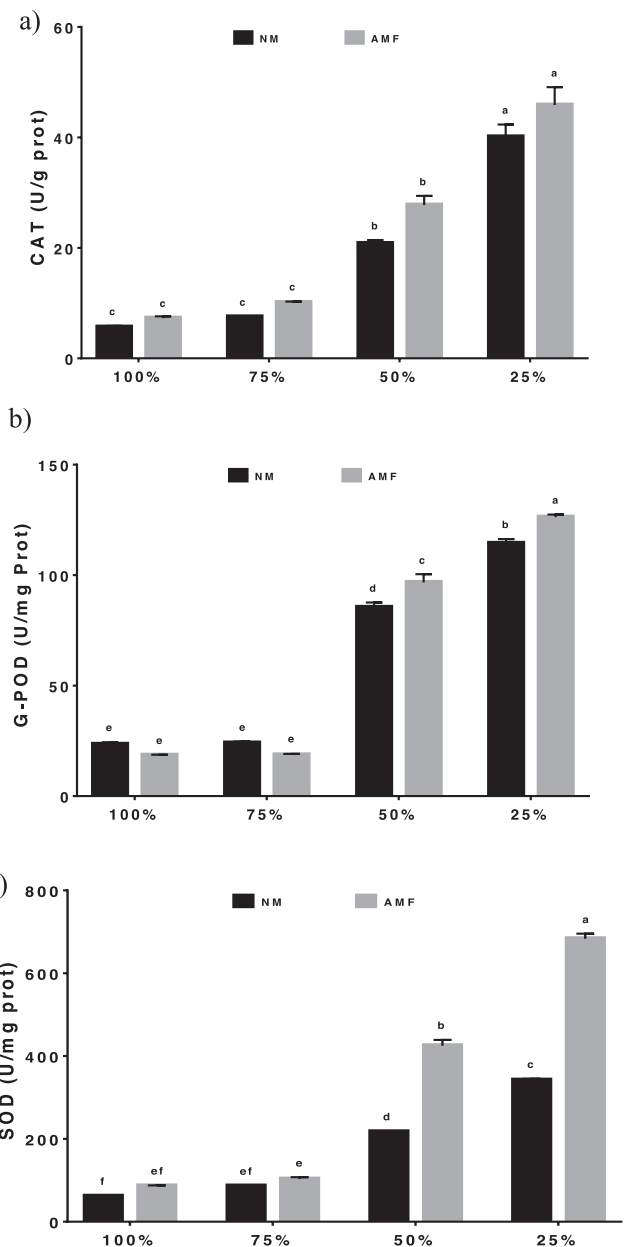 a)
60
NM
AMF
a
a
40
CAT (U/g prot)
b
b
20
c
c
c
c
0
100%
75%
50%
25%
b)
150
NM
AMF
a
b
c
100
d
G-POD (U/mg Prot)
50
e
e
e
e
0
100%
75%
50%
25%
)
800
NM
AMF
a
600
b
SOD (U/mg prot)
400
c
d
200
f
ef
ef
e
0
100%
75%
50%
25%